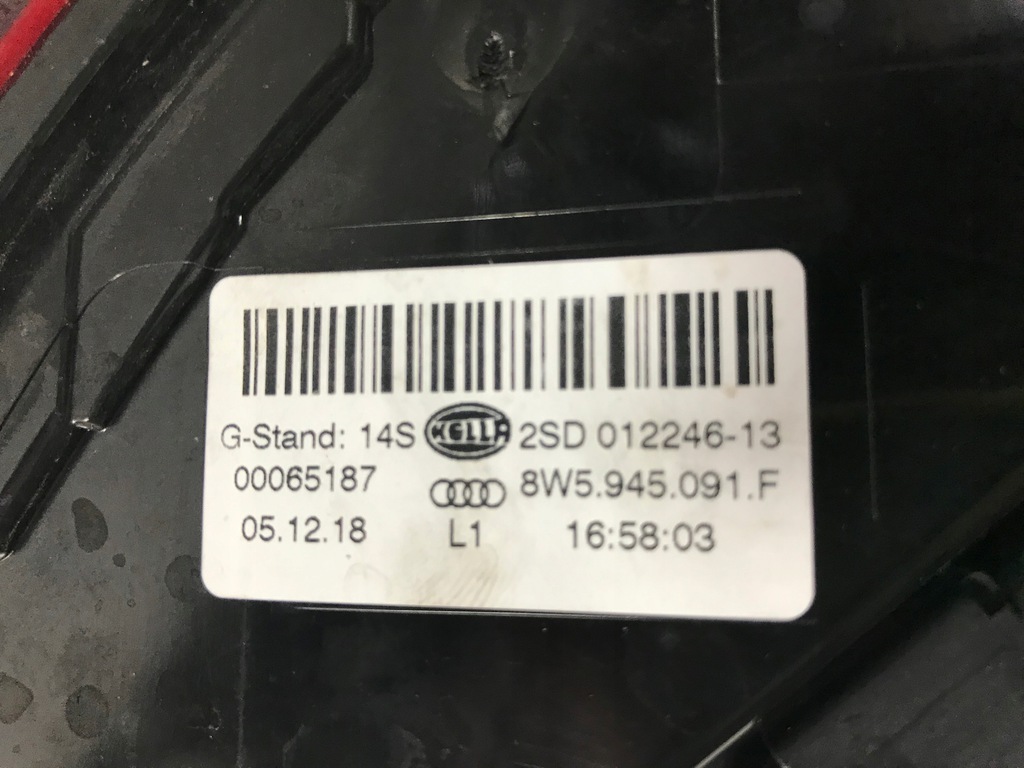 G-Stand: 14S HELLA 2SD 012246-13
00065187 8W5.945.091.F
05.12.18 L1 16:58:03